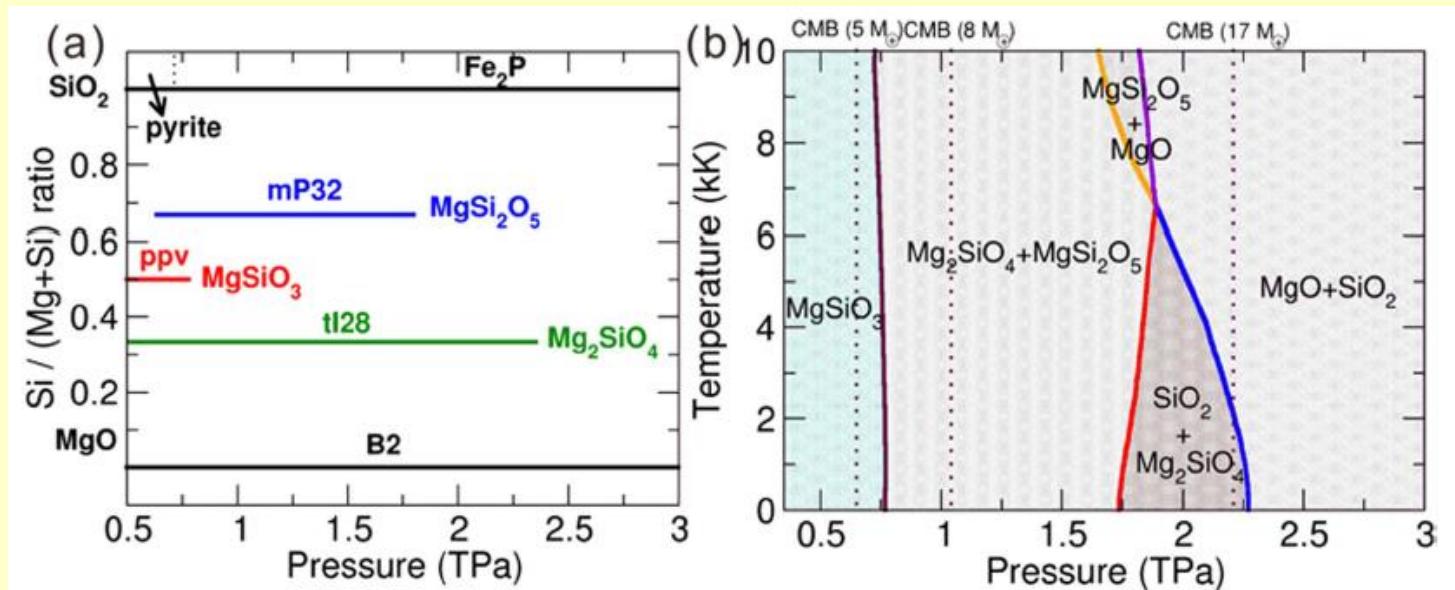 (a)
SiO₂
Fe₂P
pyrite
0.8
mP32
MgSi₂O₅
0.6
ppv
MgSiO₃
0.4
tI28
Mg₂SiO₄
0.2
MgO
B2
Si / (Mg+Si) ratio
0.5 1 1.5 2 2.5 3
Pressure (TPa)
(b)
CMB (5 M⊕) CMB (8 M⊕) CMB (17 M⊕)
10
MgSi₂O₅
+
MgO
8
6
Mg₂SiO₄+MgSi₂O₅
MgO+SiO₂
MgSiO₃
4
SiO₂
+
Mg₂SiO₄
2
0
Temperature (kK)
0.5 1 1.5 2 2.5 3
Pressure (TPa)